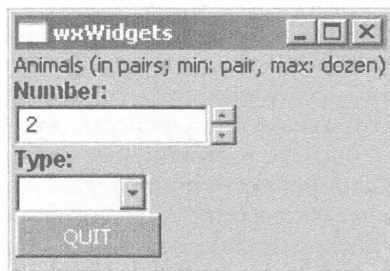 wxWidgets
Animals (in pairs; min: pair, max: dozen)
Number:
2
Type:
QUIT